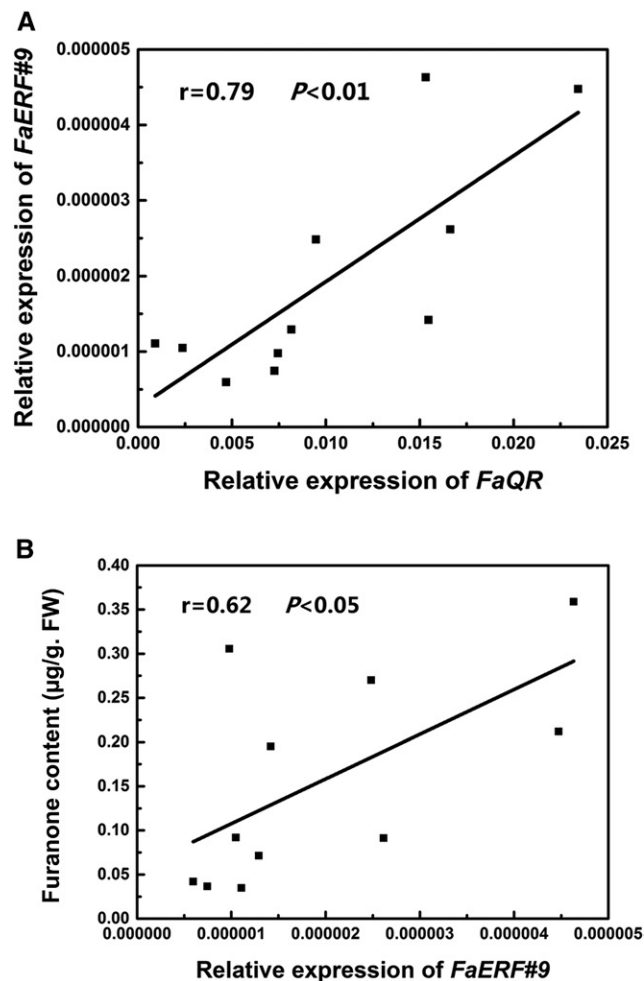 A
0.000005
0.000004
0.000003
0.000002
0.000001
0.000000
Relative expression of FaERF#9
r=0.79 P<0.01
0.000 0.005 0.010 0.015 0.020 0.025
Relative expression of FaQR
B
0.40
0.35
0.30
0.25
0.20
0.15
0.10
0.05
0.00
Furanone content (μg/g. FW)
r=0.62 P<0.05
0.000000 0.000001 0.000002 0.000003 0.000004 0.000005
Relative expression of FaERF#9